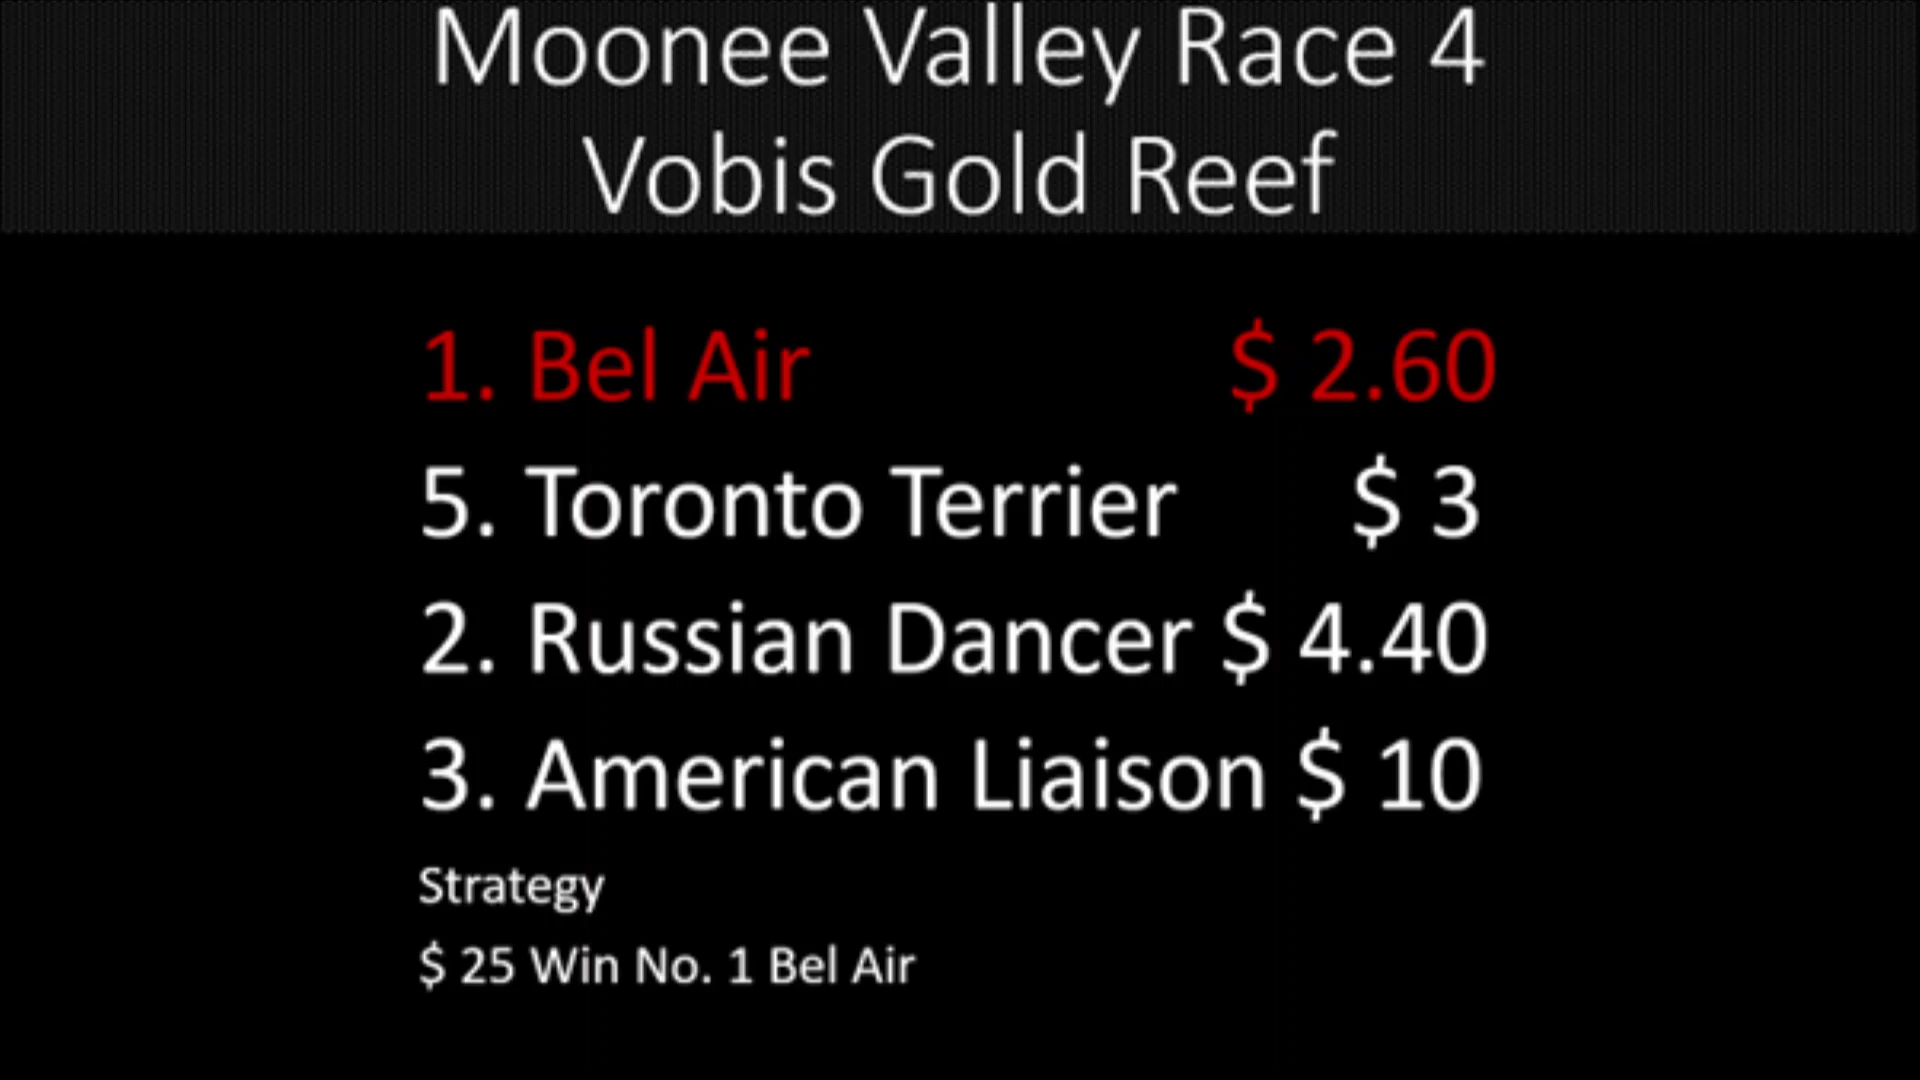 Moonee Valley Race 4
Vobis Gold Reef
1. Bel Air $ 2.60
5. Toronto Terrier $ 3
2. Russian Dancer $ 4.40
3. American Liaison $ 10
Strategy
$ 25 Win No. 1 Bel Air